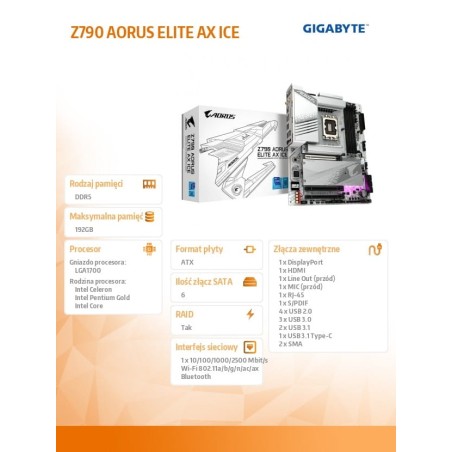 Z790 AORUS ELITE AX ICE
GIGABYTE™
AORUS
Z790 AORUS
ELITE AX ICE
Rodzaj pamięci
DDR5
Maksymalna pamięć
192GB
Procesor
Gniazdo procesora:
LGA1700
Rodzina procesora:
Intel Celeron
Intel Pentium Gold
Intel Core
Format płyty
ATX
Ilość złącz SATA
6
RAID
Tak
Interfejs sieciowy
1 x 10/100/1000/2500 Mbit/s
Wi-Fi 802.11a/b/g/n/ac/ax
Bluetooth
Złącza zewnętrzne
1 x DisplayPort
1 x HDMI
1 x Line Out (przód)
1 x MIC (przód)
1 x RJ-45
1 x S/PDIF
4 x USB 2.0
3 x USB 3.0
2 x USB 3.1
1 x USB 3.1 Type-C
2 x SMA